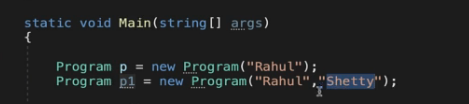 static void Main(string[] args)
{
Program p = new Program("Rahul");
Program p1 = new Program("Rahul","Shetty");